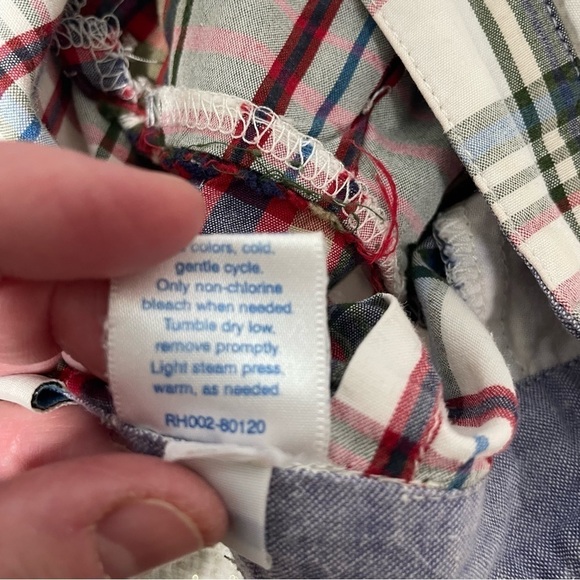 colors, cold.
gentle cycle.
Only non-chlorine
bleach when needed.
Tumble dry low,
remove promptly.
Light steam press,
warm, as needed
RH002-80120